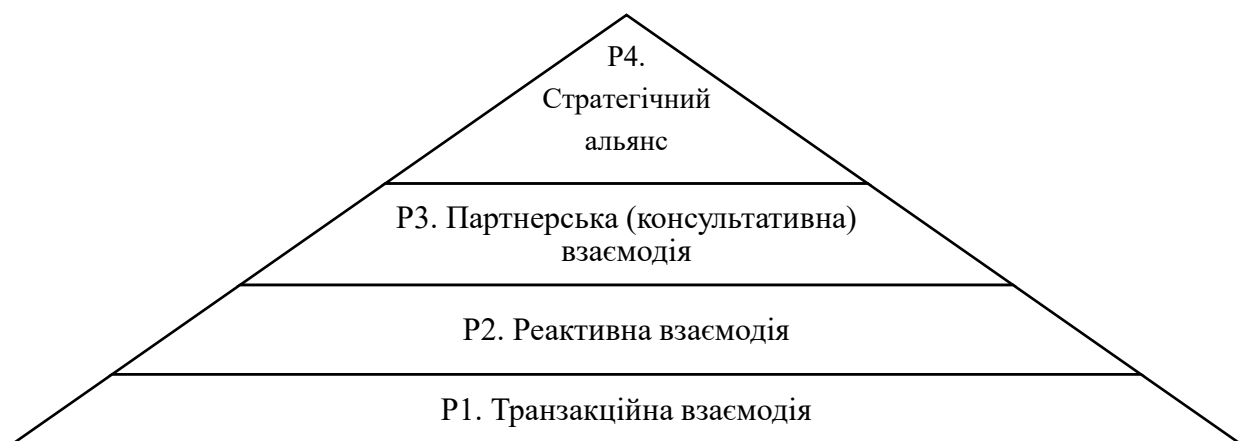 Р4.
Стратегічний
альянс
Р3. Партнерська (консультативна)
взаємодія
Р2. Реактивна взаємодія
Р1. Транзакційна взаємодія